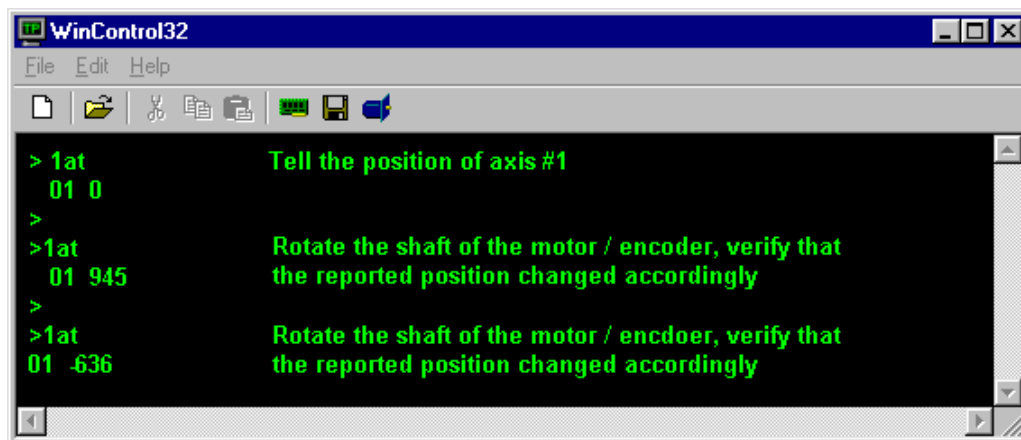 TP WinControl32
File Edit Help
> 1at Tell the position of axis #1
01 0
>
>1at Rotate the shaft of the motor / encoder, verify that
01 945 the reported position changed accordingly
>
>1at Rotate the shaft of the motor / encdoer, verify that
01 -636 the reported position changed accordingly